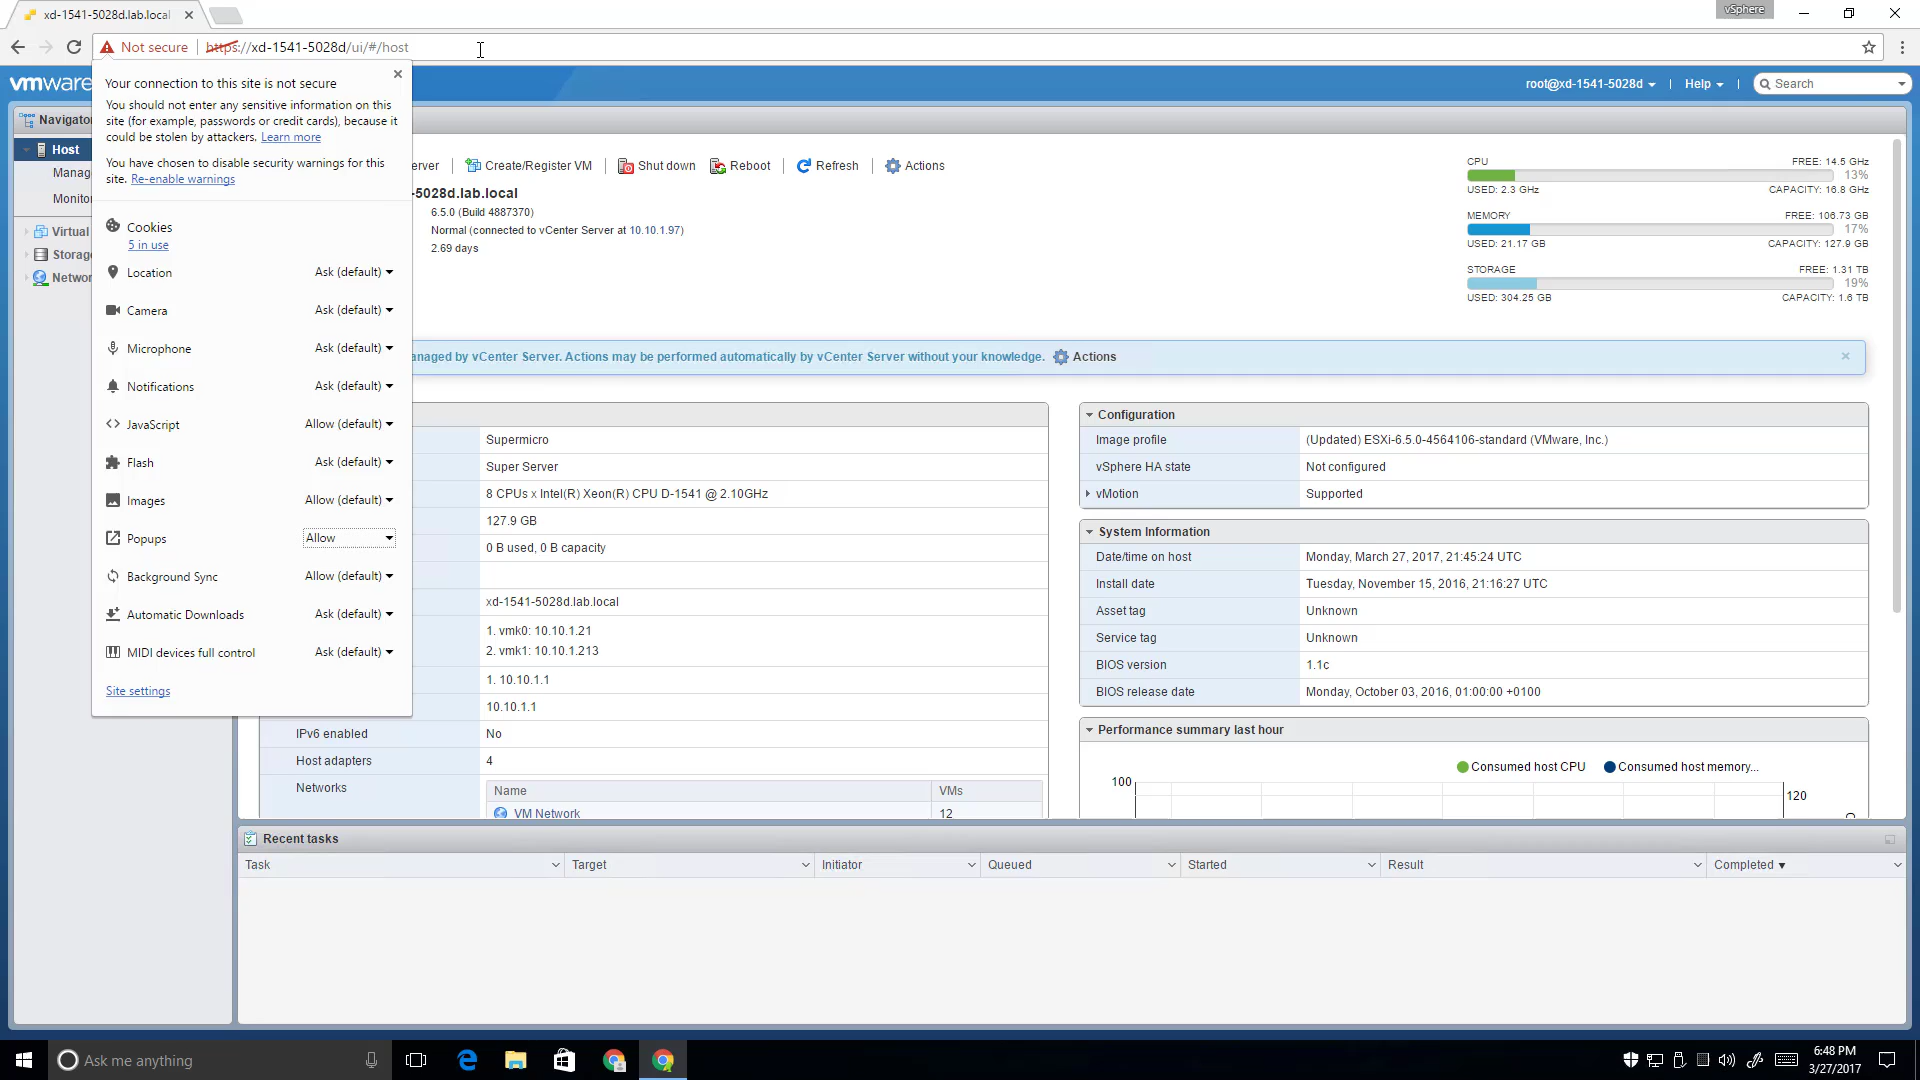 xd-1541-5028d.lab.local
vSphere
Not secure
https://xd-1541-5028d/ui/#/host
Your connection to this site is not secure
You should not enter any sensitive information on this
site (for example, passwords or credit cards), because it
could be stolen by attackers. Learn more
You have chosen to disable security warnings for this
site. Re-enable warnings
Cookies
5 in use
Location Ask (default)
Camera Ask (default)
Microphone Ask (default)
Notifications Ask (default)
JavaScript Allow (default)
Flash Ask (default)
Images Allow (default)
Popups Allow
Background Sync Allow (default)
Automatic Downloads Ask (default)
MIDI devices full control Ask (default)
Site settings
vmware
root@xd-1541-5028d | Help | Search
Navigato
Host
Manag
Monito
Virtual
Storag
Networ
erver | Create/Register VM | Shut down Reboot | Refresh | Actions
-5028d.lab.local
6.5.0 (Build 4887370)
Normal (connected to vCenter Server at 10.10.1.97)
2.69 days
CPU FREE: 14.5 GHz
13%
USED: 2.3 GHz CAPACITY: 16.8 GHz
MEMORY FREE: 106.73 GB
17%
USED: 21.17 GB CAPACITY: 127.9 GB
STORAGE FREE: 1.31 TB
19%
USED: 304.25 GB CAPACITY: 1.6 TB
anaged by vCenter Server. Actions may be performed automatically by vCenter Server without your knowledge. Actions
Supermicro
Super Server
8 CPUs x Intel(R) Xeon(R) CPU D-1541 @ 2.10GHz
127.9 GB
0 B used, 0 B capacity
xd-1541-5028d.lab.local
1. vmk0: 10.10.1.21
2. vmk1: 10.10.1.213
1. 10.10.1.1
10.10.1.1
IPv6 enabled No
Host adapters 4
Networks Name VMs
VM Network 12
Configuration
Image profile (Updated) ESXi-6.5.0-4564106-standard (VMware, Inc.)
vSphere HA state Not configured
vMotion Supported
System Information
Date/time on host Monday, March 27, 2017, 21:45:24 UTC
Install date Tuesday, November 15, 2016, 21:16:27 UTC
Asset tag Unknown
Service tag Unknown
BIOS version 1.1c
BIOS release date Monday, October 03, 2016, 01:00:00 +0100
Performance summary last hour
Consumed host CPU Consumed host memory...
100
120
Recent tasks
Task Target Initiator Queued Started Result Completed
Ask me anything
6:48 PM
3/27/2017